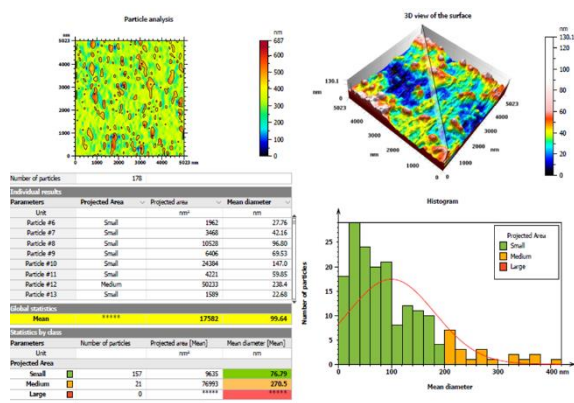 Particle analysis
nm
5023
4000
3000
2000
1000
0
0 1000 2000 3000 4000 5023 nm
687
600
500
400
300
200
100
0
3D view of the surface
nm
130.1
120
110
100
90
80
70
60
50
40
30
20
10
0
130.1
nm
0
5023
4000
3000
nm
2000
1000
0
5023
4000
3000
2000
nm
1000
0
Number of particles 178
Individual results
Parameters Projected Area Projected area Mean diameter
Unit nm² nm
Particle #6 Small 1962 27.76
Particle #7 Small 3468 42.16
Particle #8 Small 10528 96.80
Particle #9 Small 6406 69.53
Particle #10 Small 24384 147.0
Particle #11 Small 4221 59.85
Particle #12 Medium 50233 238.4
Particle #13 Small 1589 22.68
Global statistics
Mean ***** 17582 99.64
Statistics by class
Parameters Number of particles Projected area [Mean] Mean diameter [Mean]
Unit nm² nm
Projected Area
Small 157 9635 76.79
Medium 21 76993 270.5
Large 0 ***** *****
Histogram
Number of particles
25
20
15
10
5
0
Projected Area
Small
Medium
Large
0 100 200 300 400 nm
Mean diameter